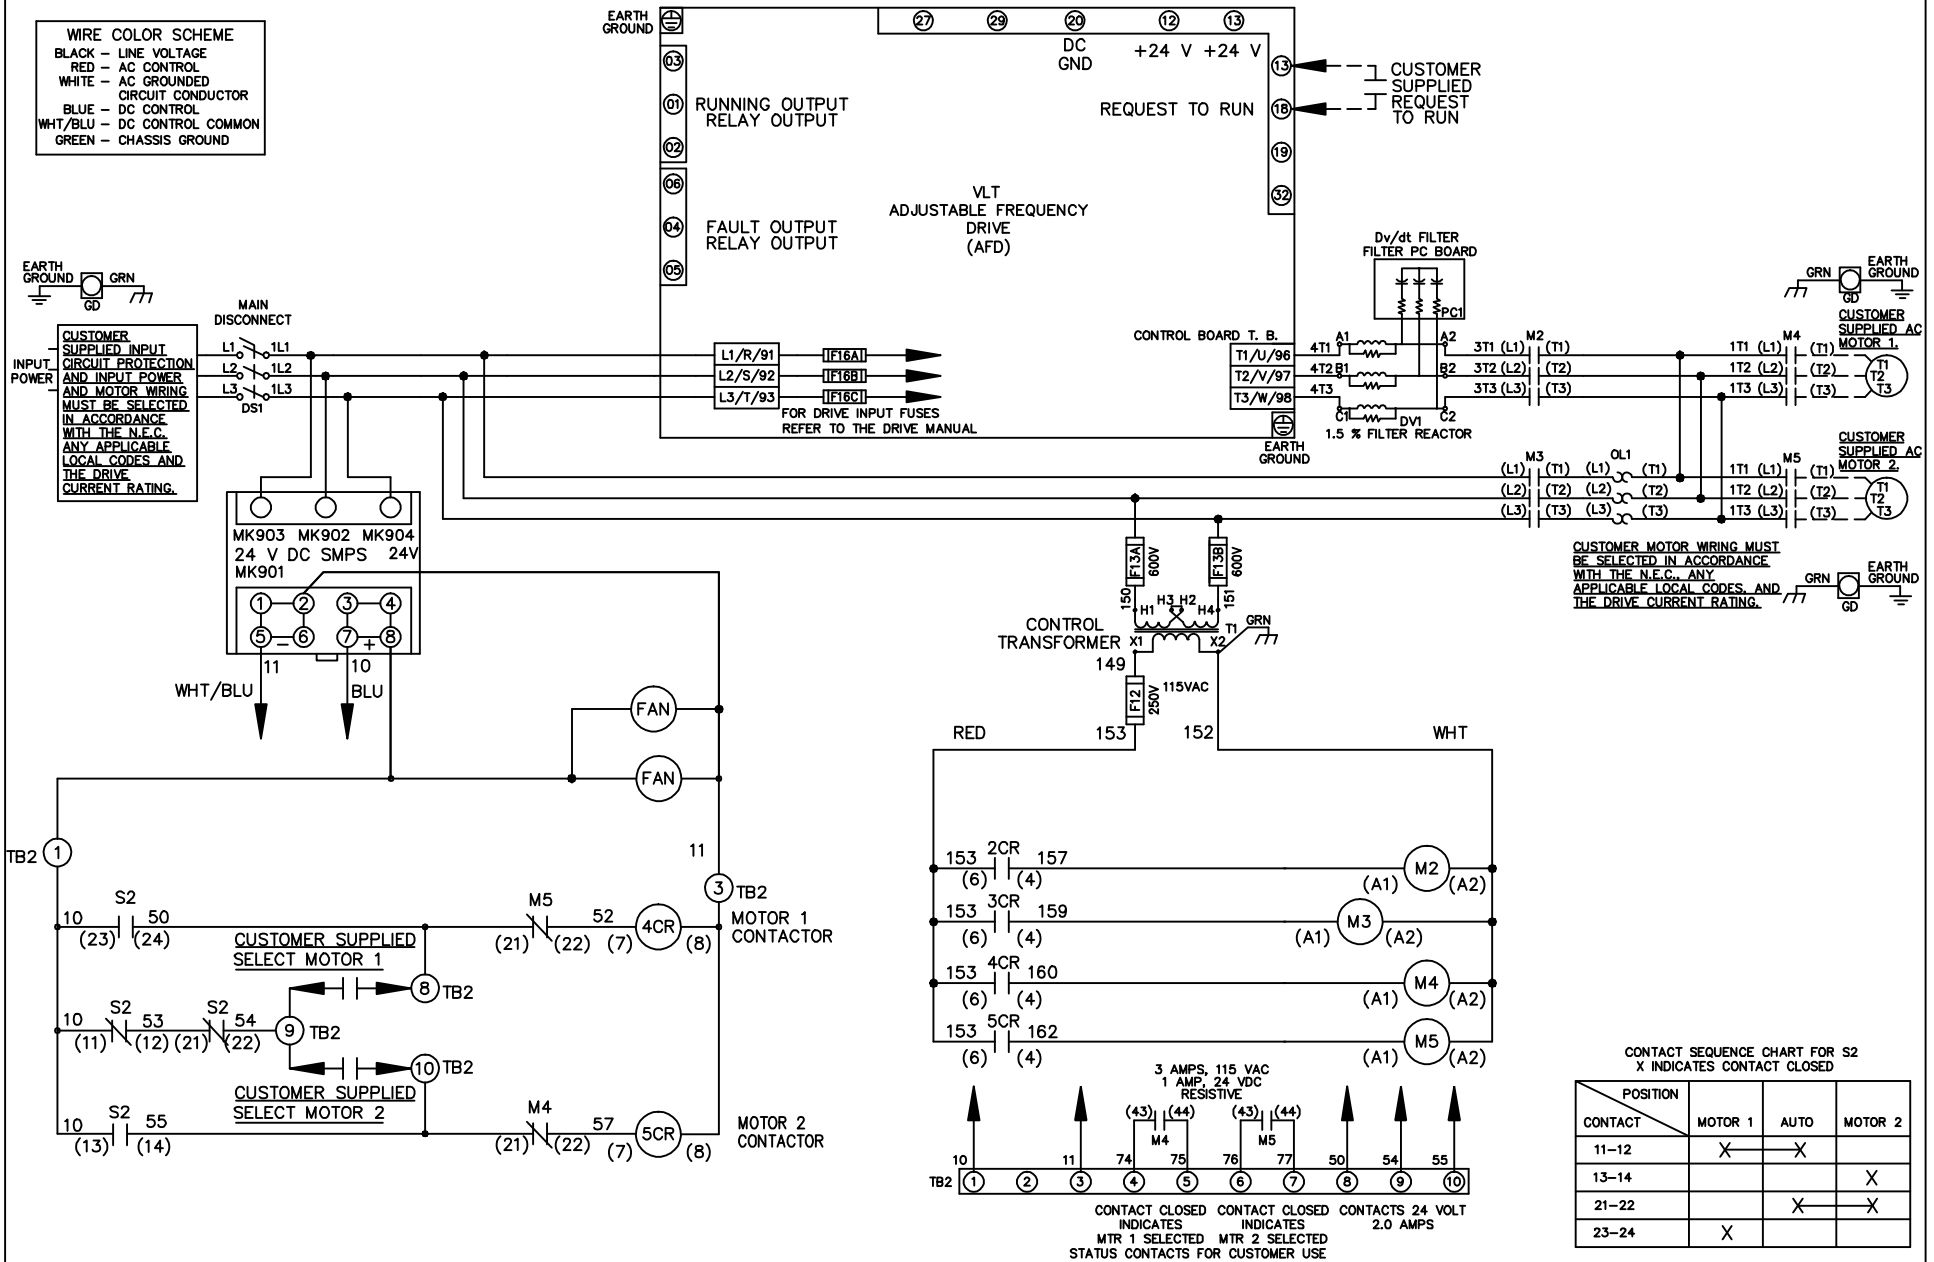 WIRE COLOR SCHEME
BLACK – LINE VOLTAGE
RED – AC CONTROL
WHITE – AC GROUNDED
CIRCUIT CONDUCTOR
BLUE – DC CONTROL
WHT/BLU – DC CONTROL COMMON
GREEN – CHASSIS GROUND
EARTH
GROUND
27 29 20 12 13
DC
GND
+24 V +24 V
03
01
02
RUNNING OUTPUT
RELAY OUTPUT
06
04
05
FAULT OUTPUT
RELAY OUTPUT
VLT
ADJUSTABLE FREQUENCY
DRIVE
(AFD)
REQUEST TO RUN
13
18
19
32
CUSTOMER
SUPPLIED
REQUEST
TO RUN
EARTH
GROUND
GRN
GD
INPUT
POWER
CUSTOMER
SUPPLIED INPUT
CIRCUIT PROTECTION
AND INPUT POWER
AND MOTOR WIRING
MUST BE SELECTED
IN ACCORDANCE
WITH THE N.E.C.
ANY APPLICABLE
LOCAL CODES AND
THE DRIVE
CURRENT RATING.
MAIN
DISCONNECT
L1 1L1
L2 1L2
L3 1L3
DS1
L1/R/91 F16A
L2/S/92 F16B
L3/T/93 F16C
FOR DRIVE INPUT FUSES
REFER TO THE DRIVE MANUAL
CONTROL BOARD T. B.
T1/U/96
T2/V/97
T3/W/98
EARTH
GROUND
Dv/dt FILTER
FILTER PC BOARD
PC1
4T1 A1 A2
4T2 B1 B2
4T3 C1 C2
DV1
1.5 % FILTER REACTOR
M2
3T1 (L1) (T1)
3T2 (L2) (T2)
3T3 (L3) (T3)
M4
1T1 (L1) (T1)
1T2 (L2) (T2)
1T3 (L3) (T3)
GRN
GD
EARTH
GROUND
CUSTOMER
SUPPLIED AC
MOTOR 1.
T1
T2
T3
M3
(L1) (T1)
(L2) (T2)
(L3) (T3)
OL1
(L1) (T1)
(L2) (T2)
(L3) (T3)
M5
1T1 (L1) (T1)
1T2 (L2) (T2)
1T3 (L3) (T3)
CUSTOMER
SUPPLIED AC
MOTOR 2.
T1
T2
T3
CUSTOMER MOTOR WIRING MUST
BE SELECTED IN ACCORDANCE
WITH THE N.E.C., ANY
APPLICABLE LOCAL CODES, AND
THE DRIVE CURRENT RATING.
GRN
GD
EARTH
GROUND
MK903 MK902 MK904
24 V DC SMPS 24V
MK901
1 2 3 4
5 – 6 7 + 8
11
10
WHT/BLU
BLU
FAN
FAN
F13A
600V
F13B
600V
150
151
H1 H3 H2 H4
T1
GRN
CONTROL
TRANSFORMER
X1 X2
149
F12
250V
115VAC
153
152
RED
WHT
TB2 1
11
3 TB2
10 S2 50
(23) (24)
M5
(21) (22)
52
(7) 4CR (8)
MOTOR 1
CONTACTOR
CUSTOMER SUPPLIED
SELECT MOTOR 1
8 TB2
10 S2 53 S2 54
(11) (12) (21) (22)
9 TB2
10 TB2
CUSTOMER SUPPLIED
SELECT MOTOR 2
10 S2 55
(13) (14)
M4
(21) (22)
57
(7) 5CR (8)
MOTOR 2
CONTACTOR
153 2CR 157
(6) (4)
(A1) M2 (A2)
153 3CR 159
(6) (4)
(A1) M3 (A2)
153 4CR 160
(6) (4)
(A1) M4 (A2)
153 5CR 162
(6) (4)
(A1) M5 (A2)
3 AMPS, 115 VAC
1 AMP, 24 VDC
RESISTIVE
(43) (44)
M4
(43) (44)
M5
10 11 74 75 76 77 50 54 55
TB2 1 2 3 4 5 6 7 8 9 10
CONTACT CLOSED
INDICATES
MTR 1 SELECTED
CONTACT CLOSED
INDICATES
MTR 2 SELECTED
STATUS CONTACTS FOR CUSTOMER USE
CONTACTS 24 VOLT
2.0 AMPS
CONTACT SEQUENCE CHART FOR S2
X INDICATES CONTACT CLOSED
POSITION
CONTACT MOTOR 1 AUTO MOTOR 2
11–12 X X
13–14 X
21–22 X X
23–24 X